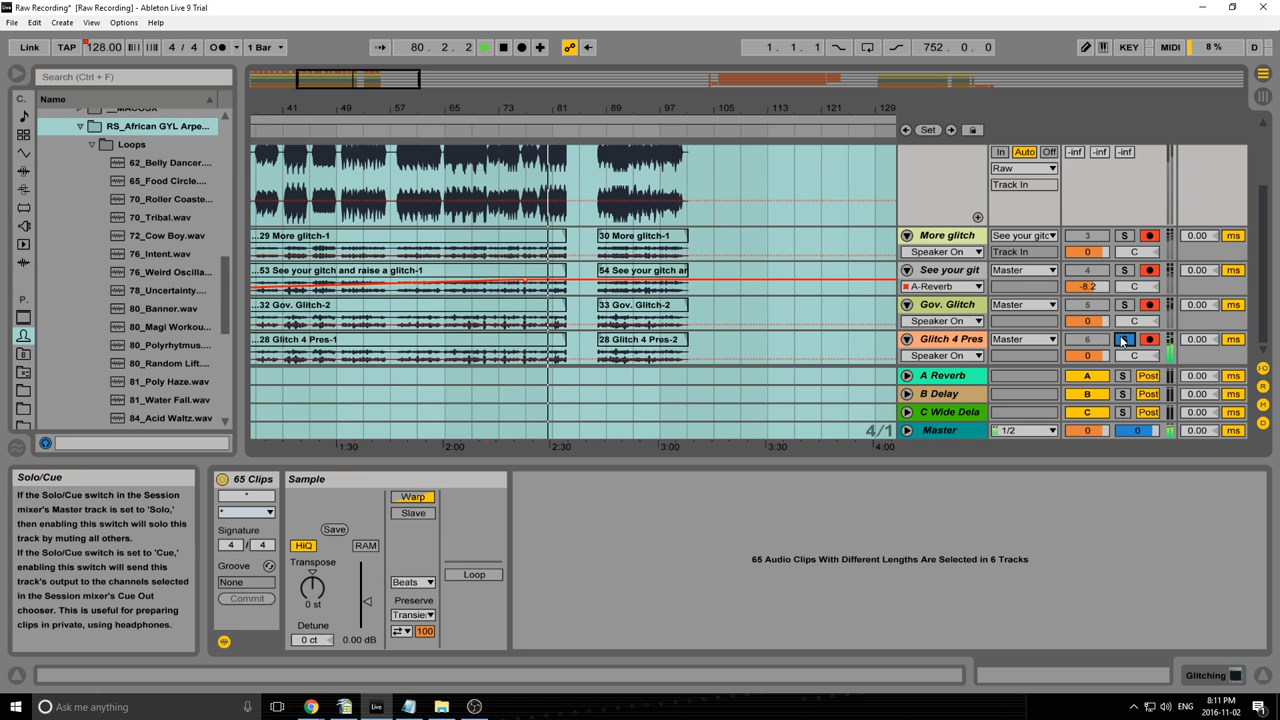 Raw Recording* [Raw Recording] - Ableton Live 9 Trial
File Edit Create View Options Help
Link TAP 128.00 4 / 4 1 Bar 80 . 2 . 2 1 . 1 . 1 752 . 0 . 0 KEY MIDI 8 % D
Search (Ctrl + F)
C. Name
__MACOSX
RS_African GYL Arpe...
Loops
62_Belly Dancer....
65_Food Circle....
70_Roller Coaste...
70_Tribal.wav
72_Cow Boy.wav
76_Intent.wav
76_Weird Oscilla...
78_Uncertainty....
80_Banner.wav
80_Magi Workou...
80_Polyrhytmus....
80_Random Lift....
81_Poly Haze.wav
81_Water Fall.wav
84_Acid Waltz.wav
P.
41 49 57 65 73 81 89 97 105 113 121 129
Set
In Auto Off -inf -inf -inf
Raw
Track In
...29 More glitch-1 30 More glitch-1 More glitch See your gitc 3 S 0.00 ms
Speaker On Track In 0 C
...53 See your gitch and raise a glitch-1 54 See your gitch ar See your git Master 4 S 0.00 ms
A-Reverb -8.2 C
...32 Gov. Glitch-2 33 Gov. Glitch-2 Gov. Glitch Master 5 S 0.00 ms
Speaker On 0 C
...28 Glitch 4 Pres-1 28 Glitch 4 Pres-2 Glitch 4 Pres Master 6 0.00 ms
Speaker On 0 C
A Reverb A S Post 0.00 ms
B Delay B S Post 0.00 ms
C Wide Dela C S Post 0.00 ms
4/1 Master 1/2 0 0 0.00 ms
1:30 2:00 2:30 3:00 3:30 4:00
Solo/Cue
If the Solo/Cue switch in the Session
mixer's Master track is set to 'Solo,'
then enabling this switch will solo this
track by muting all others.
If the Solo/Cue switch is set to 'Cue,'
enabling this switch will send this
track's output to the channels selected
in the Session mixer's Cue Out
chooser. This is useful for preparing
clips in private, using headphones.
65 Clips
*
*
Signature
4 / 4
Groove
None
Commit
Sample
Save
HiQ RAM
Transpose
0 st
Detune
0 ct 0.00 dB
Warp
Slave
Beats
Preserve
Transie
100
Loop
65 Audio Clips With Different Lengths Are Selected in 6 Tracks
Glitching
Ask me anything
Live
8:11 PM
2016-11-02